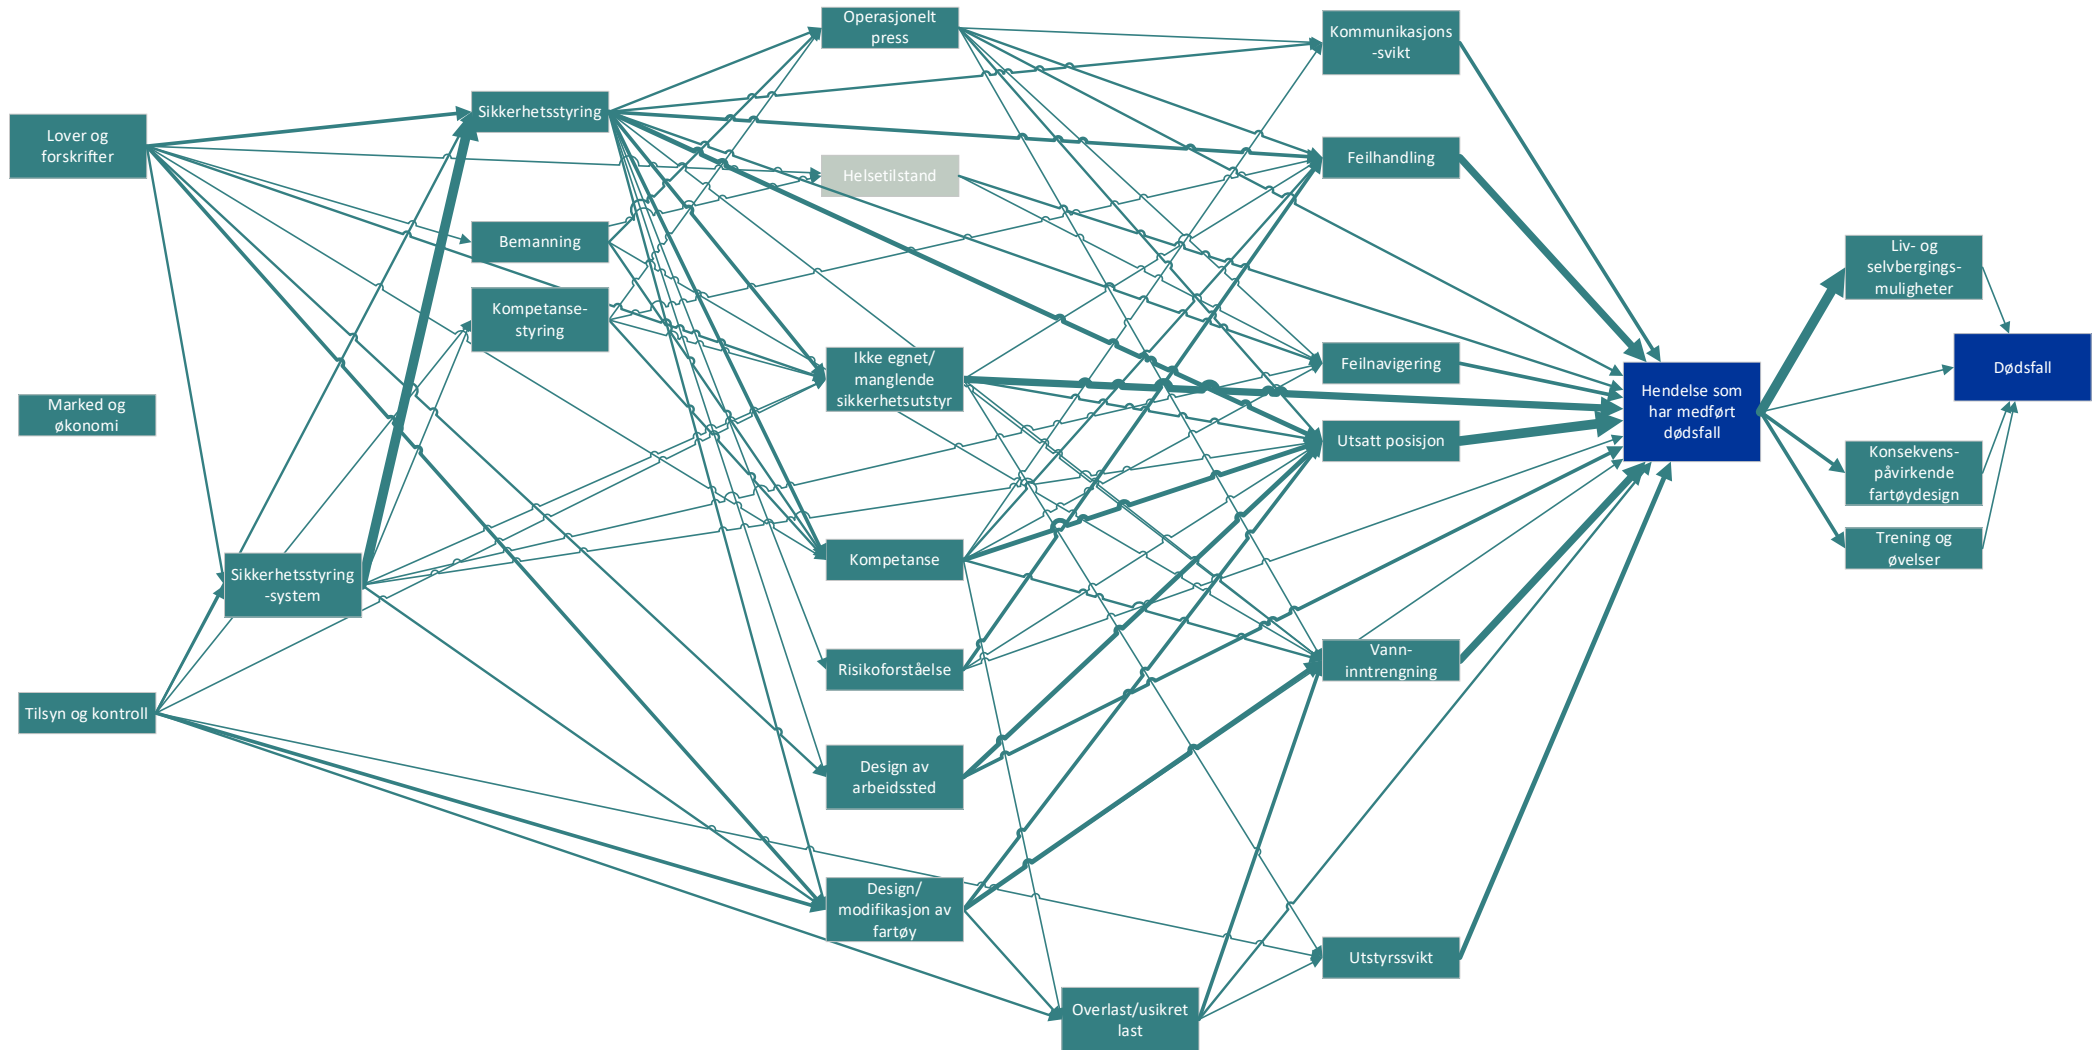 Lover og
forskrifter
Marked og
økonomi
Tilsyn og kontroll
Sikkerhetsstyring
-system
Sikkerhetsstyring
Bemanning
Kompetanse-
styring
Operasjonelt
press
Helsetilstand
Ikke egnet/
manglende
sikkerhetsutstyr
Kompetanse
Risikoforståelse
Design av
arbeidssted
Design/
modifikasjon av
fartøy
Overlast/usikret
last
Kommunikasjons
-svikt
Feilhandling
Feilnavigering
Utsatt posisjon
Vann-
inntrengning
Utstyrssvikt
Hendelse som
har medført
dødsfall
Liv- og
selvbergings-
muligheter
Konsekvens-
påvirkende
fartøydesign
Trening og
øvelser
Dødsfall